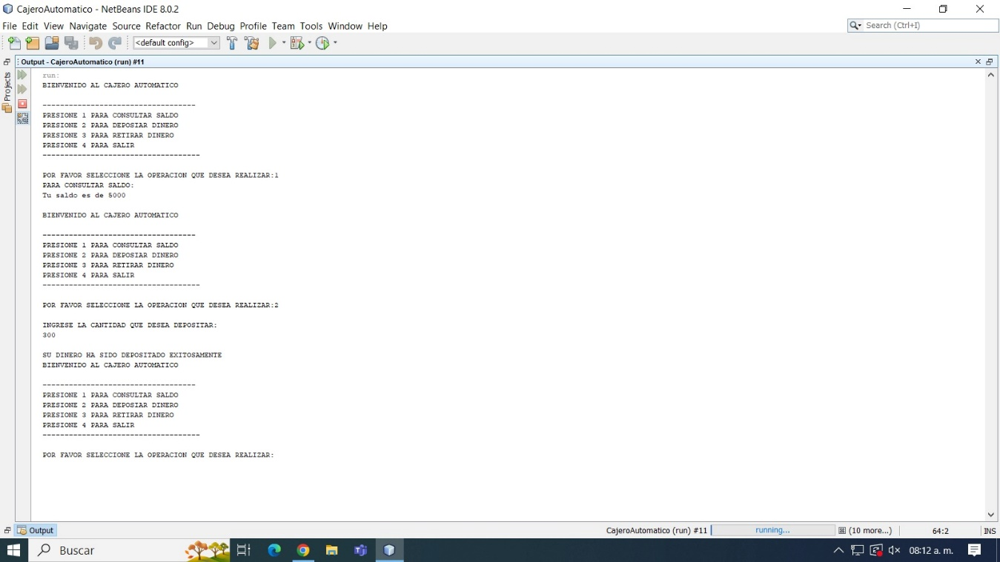 CajeroAutomatico - NetBeans IDE 8.0.2
File Edit View Navigate Source Refactor Run Debug Profile Team Tools Window Help
Search (Ctrl+I)
<default config>
Output - CajeroAutomatico (run) #11
Projects
run:
BIENVENIDO AL CAJERO AUTOMATICO
-----------------------------------
PRESIONE 1 PARA CONSULTAR SALDO
PRESIONE 2 PARA DEPOSIAR DINERO
PRESIONE 3 PARA RETIRAR DINERO
PRESIONE 4 PARA SALIR
------------------------------------
POR FAVOR SELECCIONE LA OPERACION QUE DESEA REALIZAR:1
PARA CONSULTAR SALDO:
Tu saldo es de 5000
BIENVENIDO AL CAJERO AUTOMATICO
-----------------------------------
PRESIONE 1 PARA CONSULTAR SALDO
PRESIONE 2 PARA DEPOSIAR DINERO
PRESIONE 3 PARA RETIRAR DINERO
PRESIONE 4 PARA SALIR
------------------------------------
POR FAVOR SELECCIONE LA OPERACION QUE DESEA REALIZAR:2
INGRESE LA CANTIDAD QUE DESEA DEPOSITAR:
300
SU DINERO HA SIDO DEPOSITADO EXITOSAMENTE
BIENVENIDO AL CAJERO AUTOMATICO
-----------------------------------
PRESIONE 1 PARA CONSULTAR SALDO
PRESIONE 2 PARA DEPOSIAR DINERO
PRESIONE 3 PARA RETIRAR DINERO
PRESIONE 4 PARA SALIR
------------------------------------
POR FAVOR SELECCIONE LA OPERACION QUE DESEA REALIZAR:
Output
CajeroAutomatico (run) #11
running...
(10 more...)
64:2
INS
Buscar
08:12 a. m.